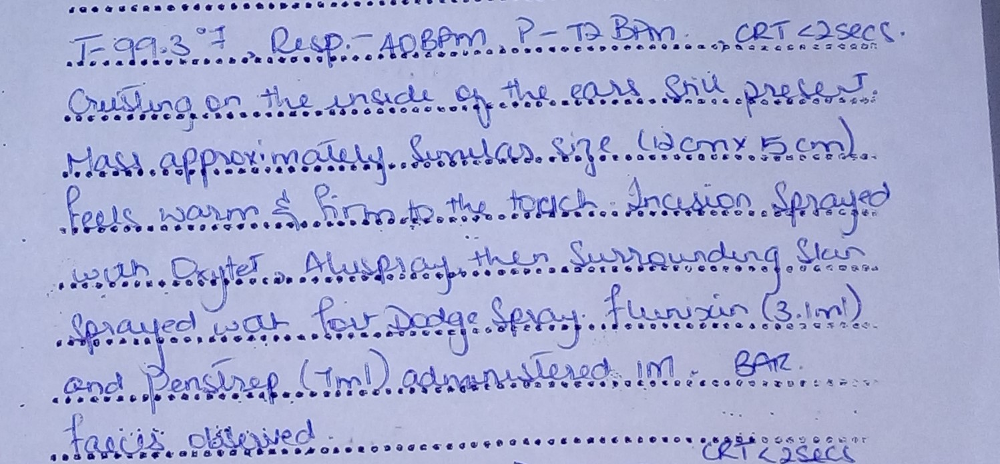 T-99.3°F, Resp.- 40BPM, P-72 BPM., CRT <2secs.
Crusting on the inside of the ears still present.
Mass approximately similar size (12cm x 5cm)
feels warm & firm to the touch. Incision sprayed
with Oxytet, Aluspray, then surrounding skin
sprayed with fort Dodge Spray. flunixin (3.1ml)
and Penstrep (7ml) administered IM. BAR.
faeces observed.
CRT <2secs